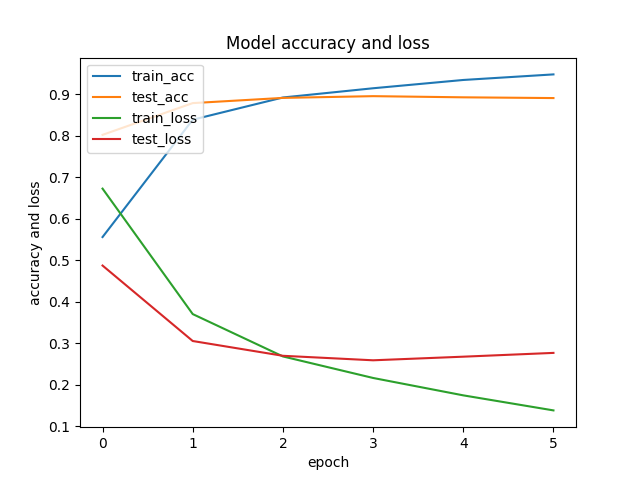 Model accuracy and loss
train_acc
test_acc
train_loss
test_loss
accuracy and loss
0.9
0.8
0.7
0.6
0.5
0.4
0.3
0.2
0.1
0 1 2 3 4 5
epoch